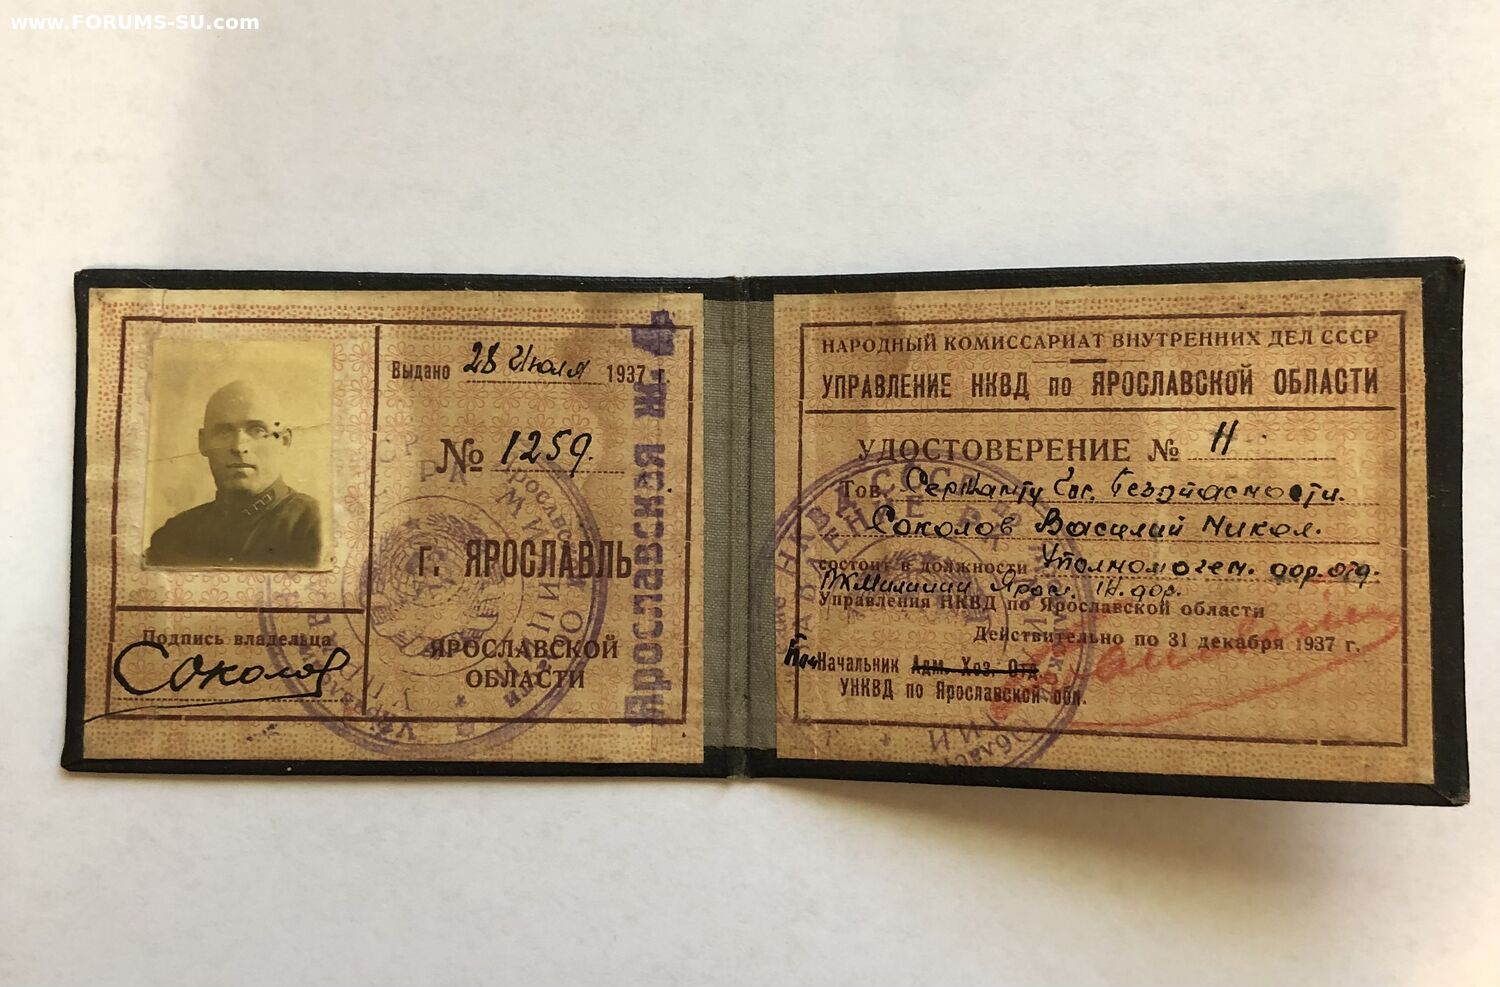 www.FORUMS-SU.com
Выдано 28 Июля 1937 г.
№ 1259.
г. ЯРОСЛАВЛЬ
ЯРОСЛАВСКОЙ
ОБЛАСТИ
Подпись владельца
Соколов
Ярославская ж. д.
НАРОДНЫЙ КОМИССАРИАТ ВНУТРЕННИХ ДЕЛ СССР
УПРАВЛЕНИЕ НКВД по ЯРОСЛАВСКОЙ ОБЛАСТИ
УДОСТОВЕРЕНИЕ № Н
Тов. Сержанту Гос. Безопасности.
Соколов Василий Никол.
состоит в должности Уполномочен. дор. отд.
РКМилиции Яросл. дор.
Управления НКВД по Ярославской области
Действительно по 31 декабря 1937 г.
Начальник Адм. Хоз. Отд
УНКВД по Ярославской обл.